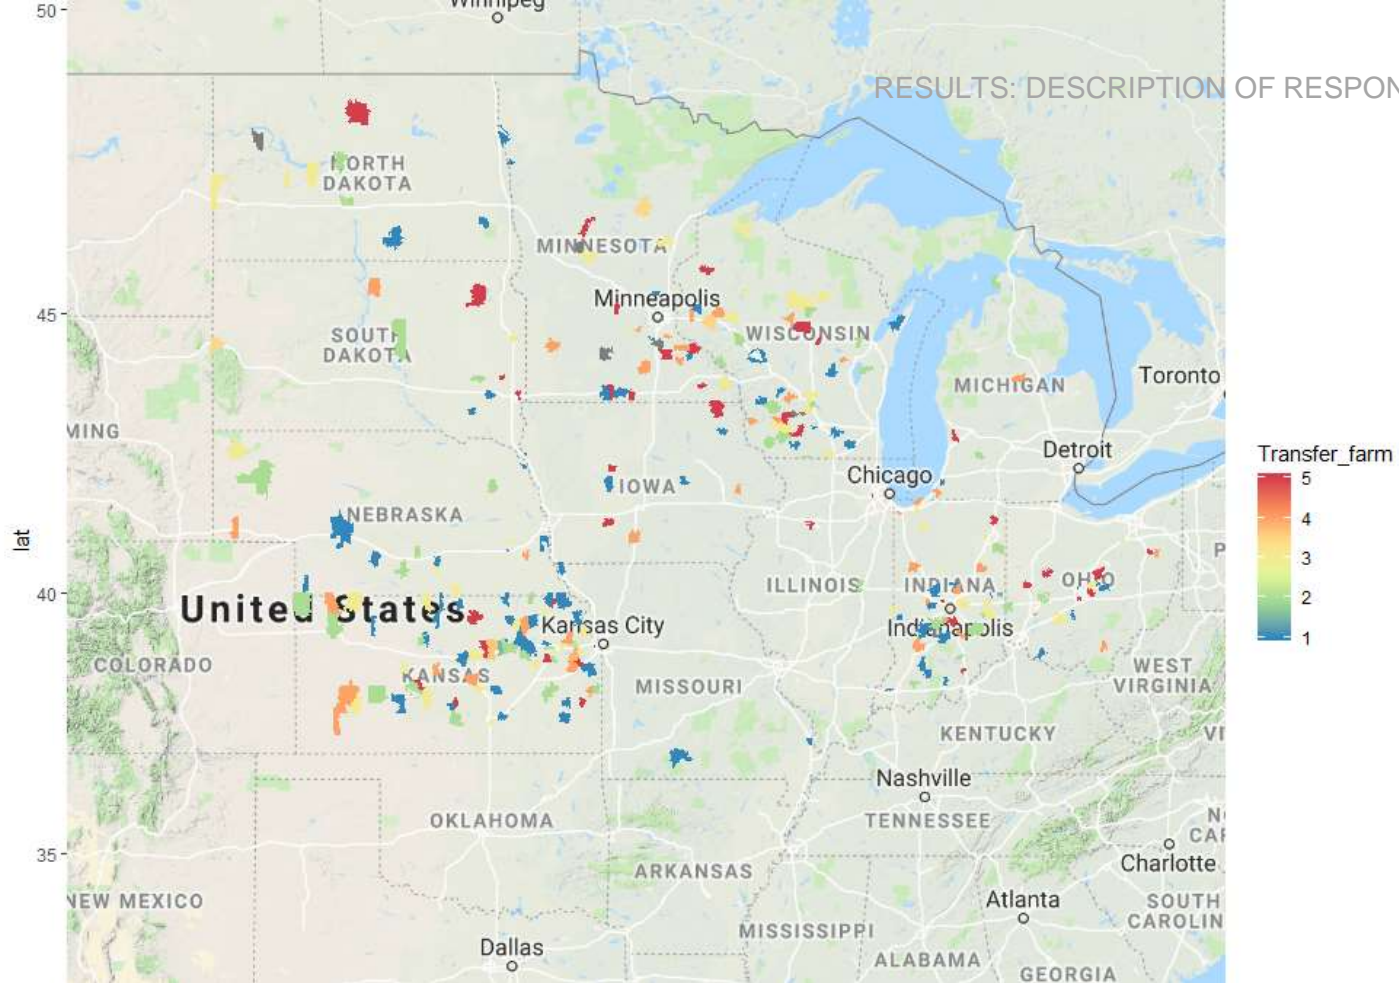 50
Winnipeg
RESULTS: DESCRIPTION OF RESPON
NORTH
DAKOTA
MINNESOTA
45
Minneapolis
SOUTH
DAKOTA
WISCONSIN
MICHIGAN
Toronto
MING
Detroit
Chicago
IOWA
NEBRASKA
lat
Transfer_farm
5
4
3
2
1
40
United States
ILLINOIS
INDIANA
OHIO
P
Kansas City
Indianapolis
COLORADO
KANSAS
MISSOURI
WEST
VIRGINIA
KENTUCKY
VI
Nashville
OKLAHOMA
TENNESSEE
N
CAR
35
ARKANSAS
Charlotte
NEW MEXICO
Atlanta
SOUTH
CAROLIN
MISSISSIPPI
Dallas
ALABAMA
GEORGIA